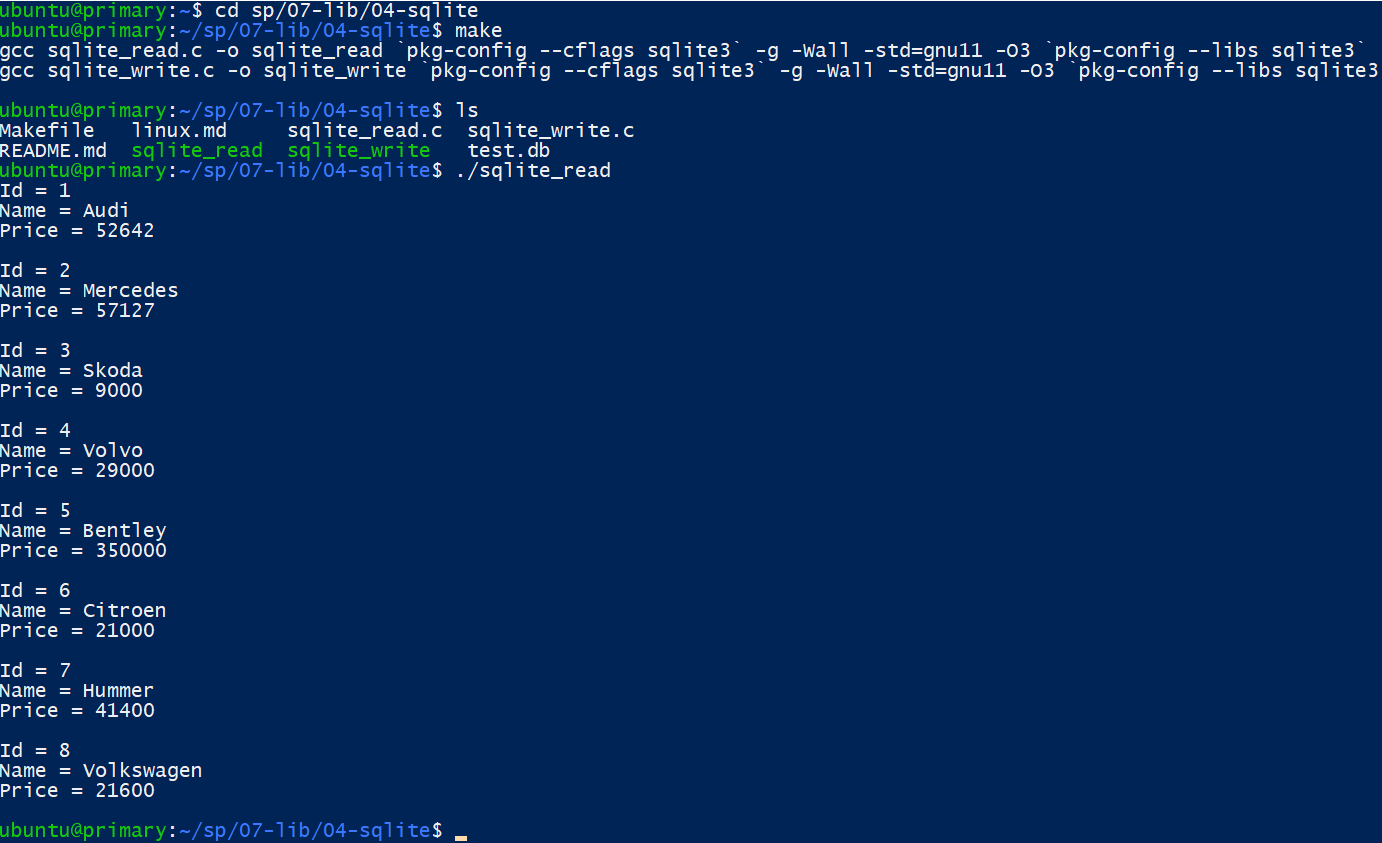 ubuntu@primary:~$ cd sp/07-lib/04-sqlite
ubuntu@primary:~/sp/07-lib/04-sqlite$ make
gcc sqlite_read.c -o sqlite_read `pkg-config --cflags sqlite3` -g -Wall -std=gnu11 -O3 `pkg-config --libs sqlite3`
gcc sqlite_write.c -o sqlite_write `pkg-config --cflags sqlite3` -g -Wall -std=gnu11 -O3 `pkg-config --libs sqlite3
ubuntu@primary:~/sp/07-lib/04-sqlite$ ls
Makefile   linux.md     sqlite_read.c  sqlite_write.c
README.md  sqlite_read  sqlite_write   test.db
ubuntu@primary:~/sp/07-lib/04-sqlite$ ./sqlite_read
Id = 1
Name = Audi
Price = 52642
Id = 2
Name = Mercedes
Price = 57127
Id = 3
Name = Skoda
Price = 9000
Id = 4
Name = Volvo
Price = 29000
Id = 5
Name = Bentley
Price = 350000
Id = 6
Name = Citroen
Price = 21000
Id = 7
Name = Hummer
Price = 41400
Id = 8
Name = Volkswagen
Price = 21600
ubuntu@primary:~/sp/07-lib/04-sqlite$